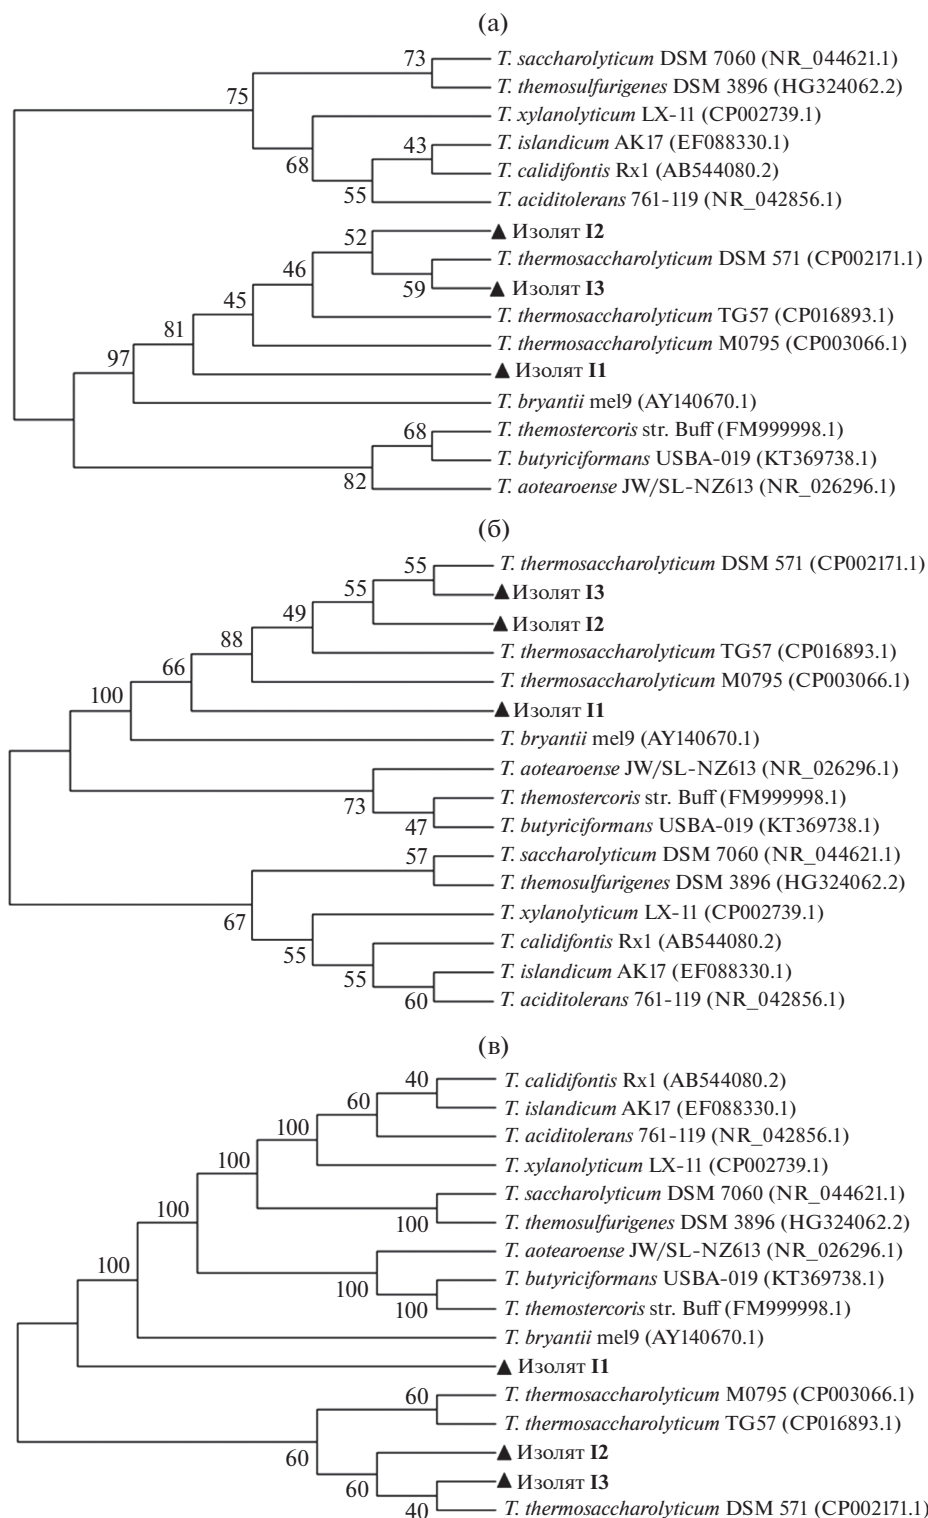 (а)
73 T. saccharolyticum DSM 7060 (NR_044621.1)
T. themosulfurigenes DSM 3896 (HG324062.2)
75
T. xylanolyticum LX-11 (CP002739.1)
43 T. islandicum AK17 (EF088330.1)
68
T. calidifontis Rx1 (AB544080.2)
55 T. aciditolerans 761-119 (NR_042856.1)
52 ▲ Изолят I2
T. thermosaccharolyticum DSM 571 (CP002171.1)
46
59 ▲ Изолят I3
45 T. thermosaccharolyticum TG57 (CP016893.1)
81 T. thermosaccharolyticum M0795 (CP003066.1)
97 ▲ Изолят I1
T. bryantii mel9 (AY140670.1)
68 T. themostercoris str. Buff (FM999998.1)
T. butyriciformans USBA-019 (KT369738.1)
82 T. aotearoense JW/SL-NZ613 (NR_026296.1)
(б)
55 T. thermosaccharolyticum DSM 571 (CP002171.1)
55 ▲ Изолят I3
49 ▲ Изолят I2
88 T. thermosaccharolyticum TG57 (CP016893.1)
66 T. thermosaccharolyticum M0795 (CP003066.1)
100 ▲ Изолят I1
T. bryantii mel9 (AY140670.1)
T. aotearoense JW/SL-NZ613 (NR_026296.1)
73 T. themostercoris str. Buff (FM999998.1)
47 T. butyriciformans USBA-019 (KT369738.1)
57 T. saccharolyticum DSM 7060 (NR_044621.1)
T. themosulfurigenes DSM 3896 (HG324062.2)
67 T. xylanolyticum LX-11 (CP002739.1)
55 T. calidifontis Rx1 (AB544080.2)
55 T. islandicum AK17 (EF088330.1)
60 T. aciditolerans 761-119 (NR_042856.1)
(в)
40 T. calidifontis Rx1 (AB544080.2)
60 T. islandicum AK17 (EF088330.1)
100 T. aciditolerans 761-119 (NR_042856.1)
100 T. xylanolyticum LX-11 (CP002739.1)
T. saccharolyticum DSM 7060 (NR_044621.1)
100 100 T. themosulfurigenes DSM 3896 (HG324062.2)
100 T. aotearoense JW/SL-NZ613 (NR_026296.1)
100 T. butyriciformans USBA-019 (KT369738.1)
100 T. themostercoris str. Buff (FM999998.1)
T. bryantii mel9 (AY140670.1)
▲ Изолят I1
60 T. thermosaccharolyticum M0795 (CP003066.1)
T. thermosaccharolyticum TG57 (CP016893.1)
60 ▲ Изолят I2
60 ▲ Изолят I3
40 T. thermosaccharolyticum DSM 571 (CP002171.1)